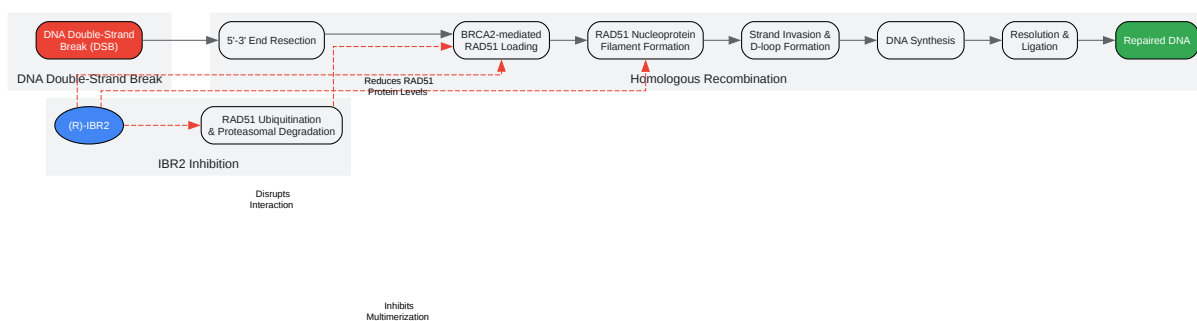 DNA Double-Strand
Break (DSB)
5'-3' End Resection
BRCA2-mediated
RAD51 Loading
RAD51 Nucleoprotein
Filament Formation
Strand Invasion &
D-loop Formation
DNA Synthesis
Resolution &
Ligation
Repaired DNA
DNA Double-Strand Break
Homologous Recombination
Reduces RAD51
Protein Levels
(R)-IBR2
RAD51 Ubiquitination
& Proteasomal Degradation
IBR2 Inhibition
Disrupts
Interaction
Inhibits
Multimerization